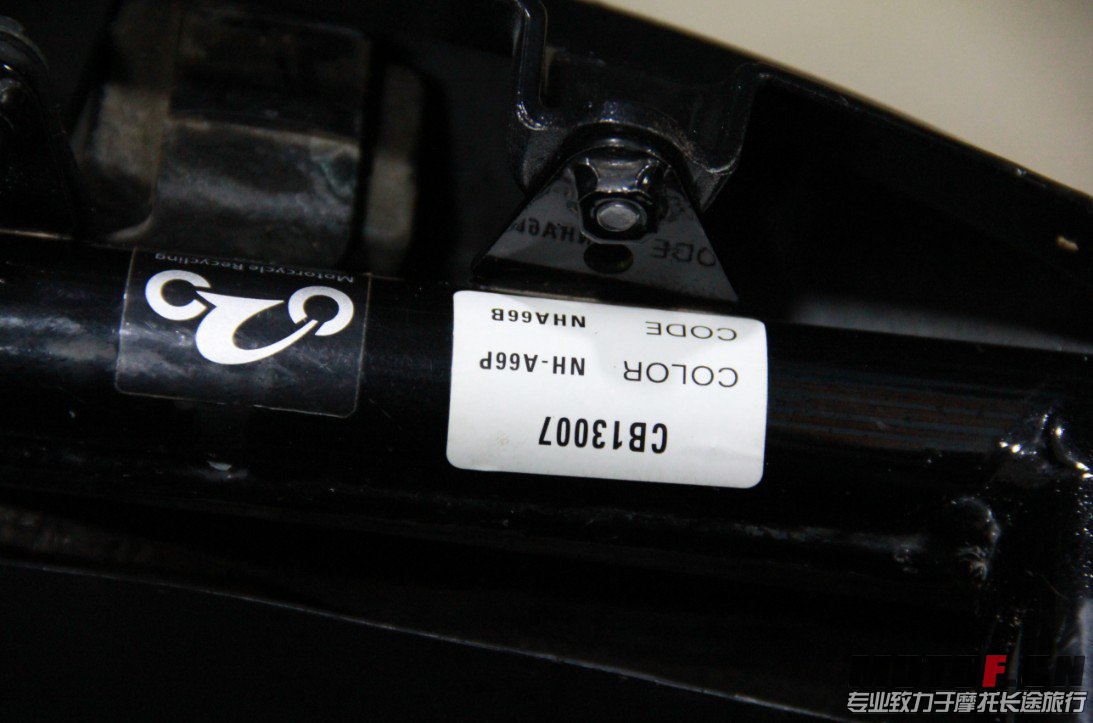 CB13007
COLOR NH-A66P
CODE NHA66B
Motorcycle Recycling
专业致力于摩托长途旅行